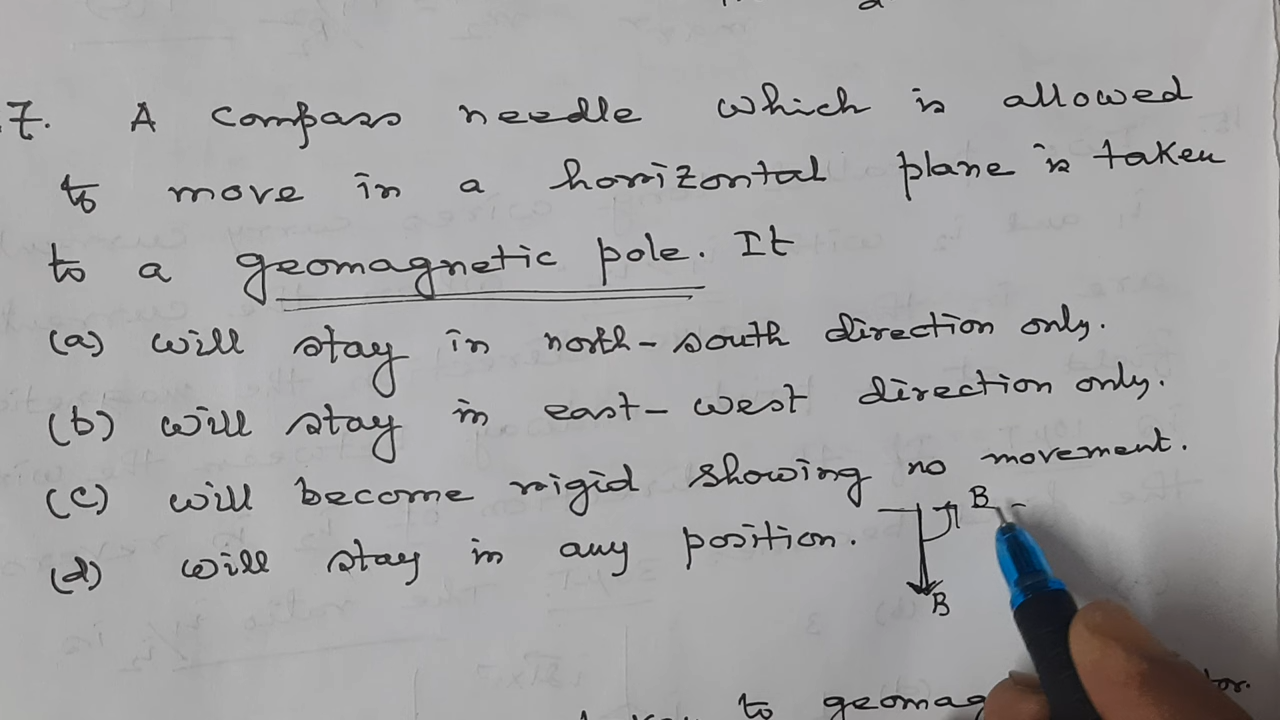 7. A compass needle which is allowed
to move in a horizontal plane is taken
to a geomagnetic pole. It
(a) will stay in north-south direction only.
(b) will stay in east-west direction only.
(c) will become rigid showing no movement.
(d) will stay in any position.
B
B
to geomag